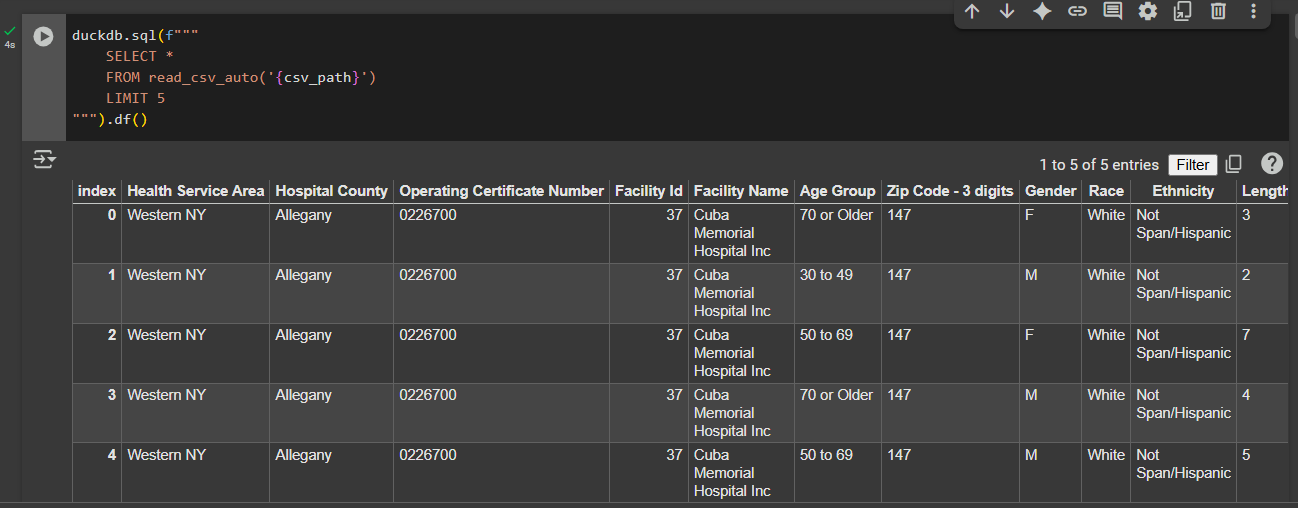 4s
duckdb.sql(f"""
SELECT *
FROM read_csv_auto('{csv_path}')
LIMIT 5
""").df()
1 to 5 of 5 entries Filter ?
index Health Service Area Hospital County Operating Certificate Number Facility Id Facility Name Age Group Zip Code - 3 digits Gender Race Ethnicity Length
0 Western NY Allegany 0226700 37 Cuba 70 or Older 147 F White Not 3
Memorial Span/Hispanic
Hospital Inc
1 Western NY Allegany 0226700 37 Cuba 30 to 49 147 M White Not 2
Memorial Span/Hispanic
Hospital Inc
2 Western NY Allegany 0226700 37 Cuba 50 to 69 147 F White Not 7
Memorial Span/Hispanic
Hospital Inc
3 Western NY Allegany 0226700 37 Cuba 70 or Older 147 M White Not 4
Memorial Span/Hispanic
Hospital Inc
4 Western NY Allegany 0226700 37 Cuba 50 to 69 147 M White Not 5
Memorial Span/Hispanic
Hospital Inc